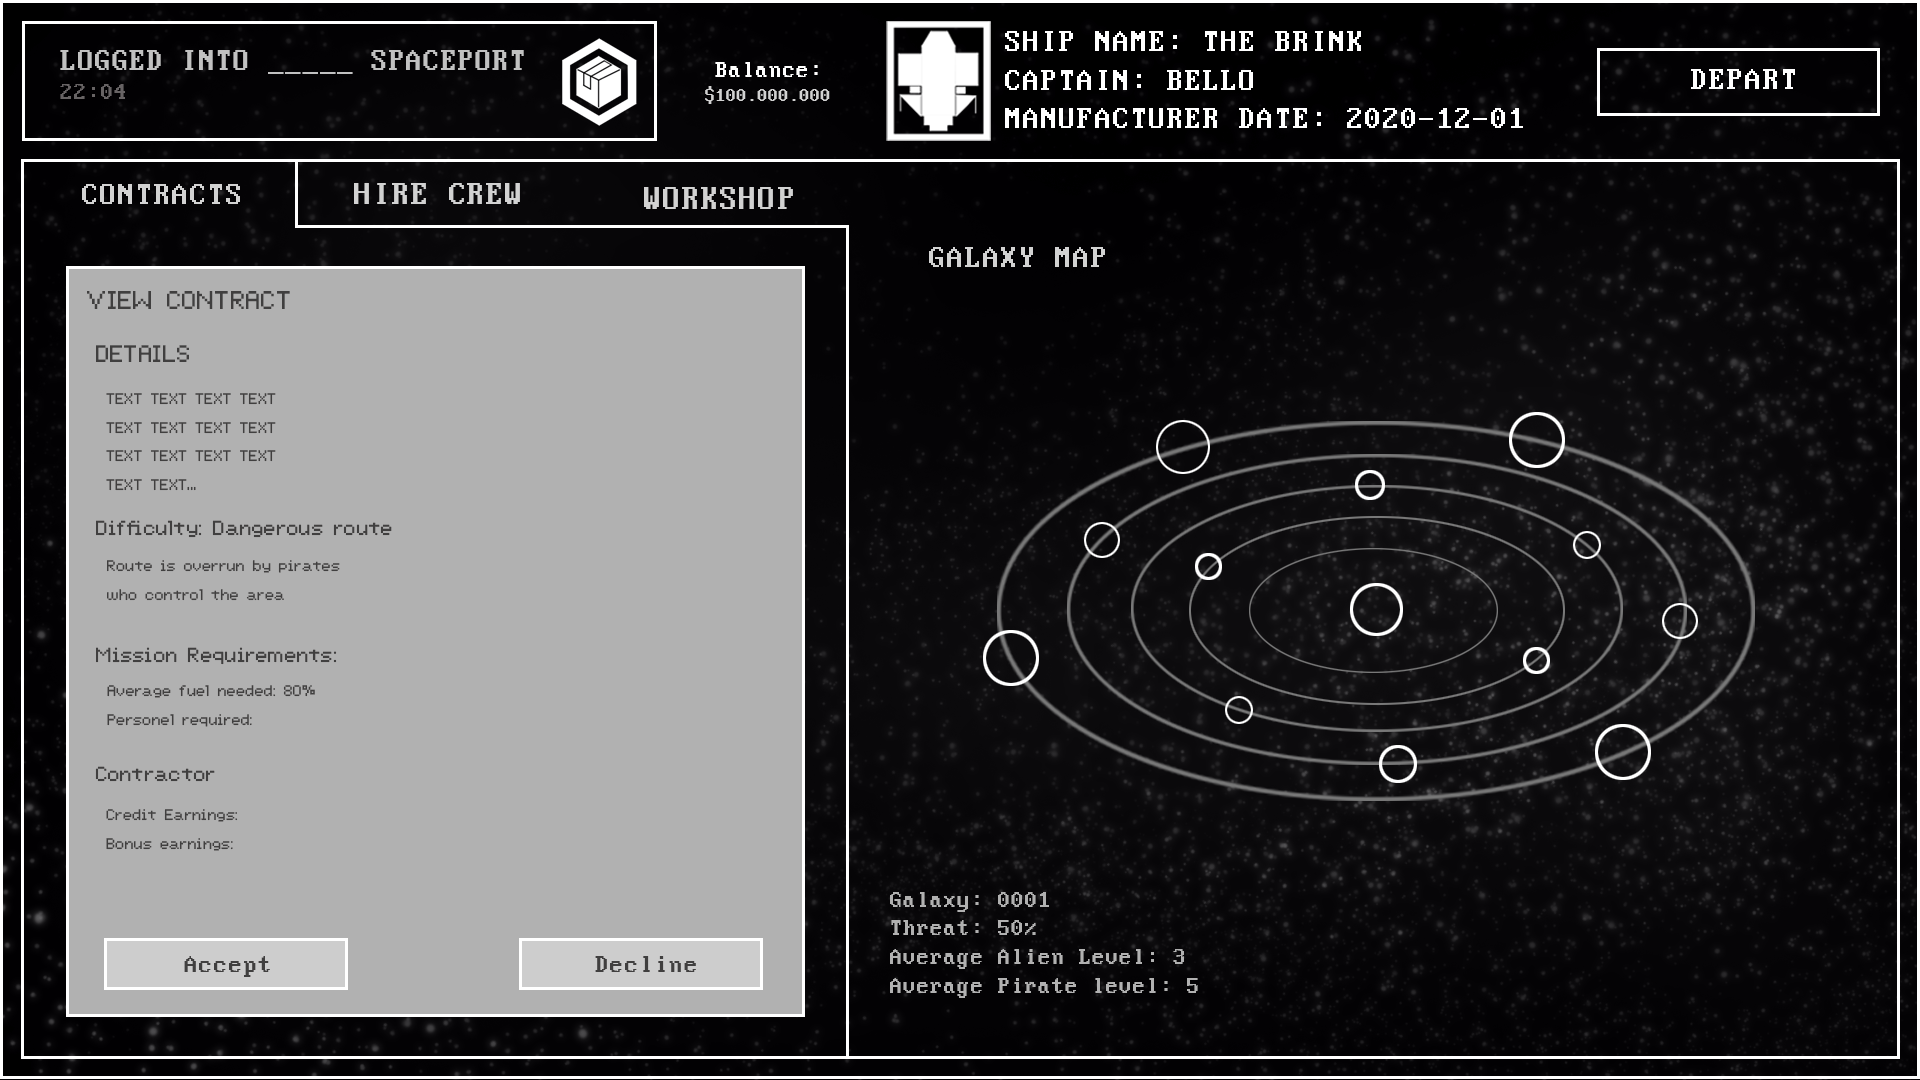 LOGGED INTO _____ SPACEPORT
22:04
Balance:
$100.000.000
SHIP NAME: THE BRINK
CAPTAIN: BELLO
MANUFACTURER DATE: 2020-12-01
DEPART
CONTRACTS
HIRE CREW
WORKSHOP
VIEW CONTRACT
DETAILS
TEXT TEXT TEXT TEXT
TEXT TEXT TEXT TEXT
TEXT TEXT TEXT TEXT
TEXT TEXT...
Difficulty: Dangerous route
Route is overrun by pirates
who control the area
Mission Requirements:
Average fuel needed: 80%
Personel required:
Contractor
Credit Earnings:
Bonus earnings:
Accept
Decline
GALAXY MAP
Galaxy: 0001
Threat: 50%
Average Alien Level: 3
Average Pirate level: 5